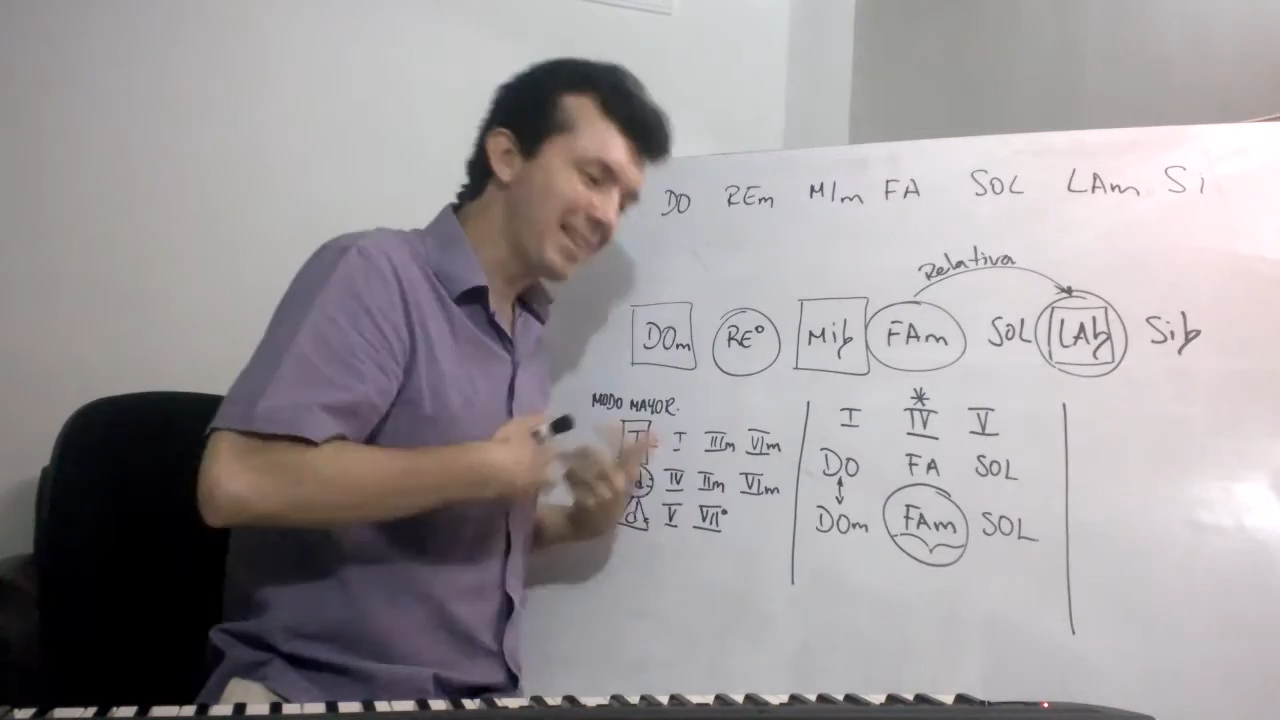 DO REm MIm FA SOL LAm Si
Relativa
DOm RE° Mib FAm SOL LAb Sib
MODO MAYOR.
T I IIIm VIm
d: IV IIm VIm
d: V VII°
*
I IV V
DO FA SOL
DOm FAm SOL